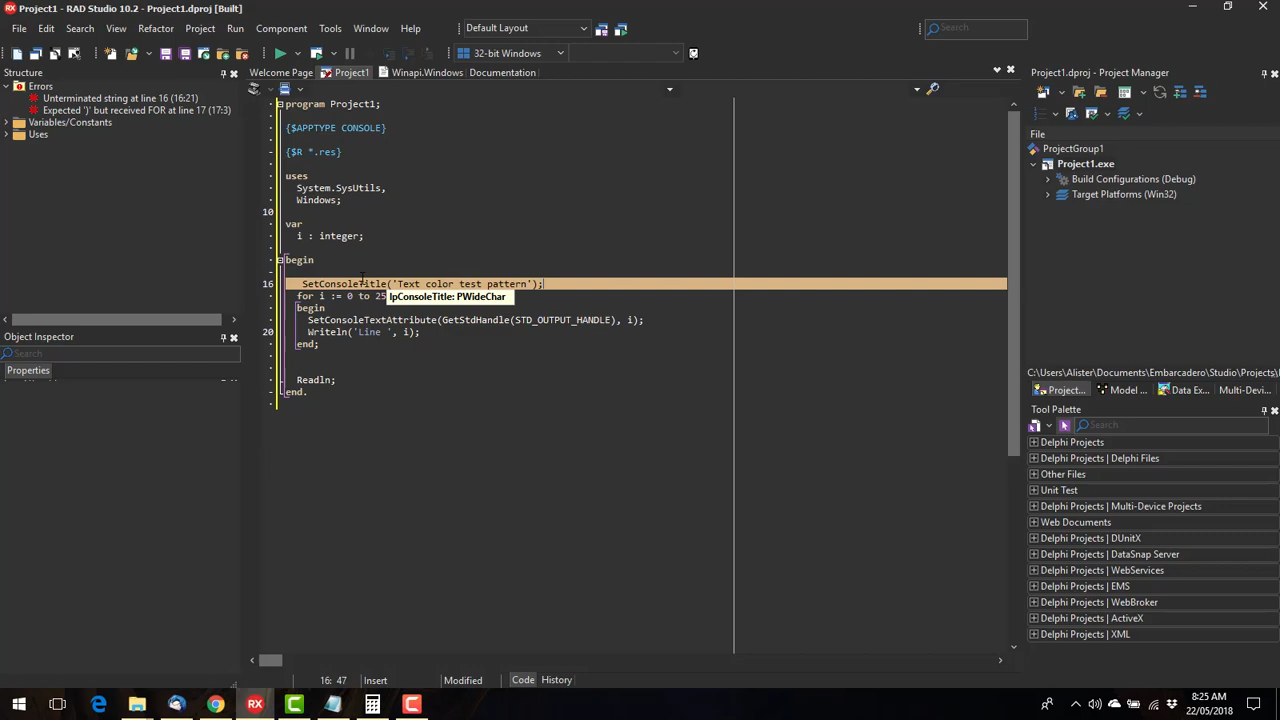 Project1 - RAD Studio 10.2 - Project1.dproj [Built]
File Edit Search View Refactor Project Run Component Tools Window Help
Default Layout
Search
32-bit Windows
Structure
Errors
Unterminated string at line 16 (16:21)
Expected ')' but received FOR at line 17 (17:3)
Variables/Constants
Uses
Object Inspector
Search
Properties
Welcome Page Project1 Winapi.Windows Documentation
program Project1;
{$APPTYPE CONSOLE}
{$R *.res}
uses
System.SysUtils,
Windows;
10
var
i : integer;
begin
16 SetConsoleTitle('Text color test pattern');
for i := 0 to 25
lpConsoleTitle: PWideChar
begin
SetConsoleTextAttribute(GetStdHandle(STD_OUTPUT_HANDLE), i);
20 Writeln('Line ', i);
end;
Readln;
end.
16: 47 Insert Modified Code History
Project1.dproj - Project Manager
File
ProjectGroup1
Project1.exe
Build Configurations (Debug)
Target Platforms (Win32)
C:\Users\Alister\Documents\Embarcadero\Studio\Projects\
Project... Model ... Data Ex... Multi-Devi...
Tool Palette
Search
Delphi Projects
Delphi Projects | Delphi Files
Other Files
Unit Test
Delphi Projects | Multi-Device Projects
Web Documents
Delphi Projects | DUnitX
Delphi Projects | DataSnap Server
Delphi Projects | WebServices
Delphi Projects | EMS
Delphi Projects | WebBroker
Delphi Projects | ActiveX
Delphi Projects | XML
8:25 AM
22/05/2018